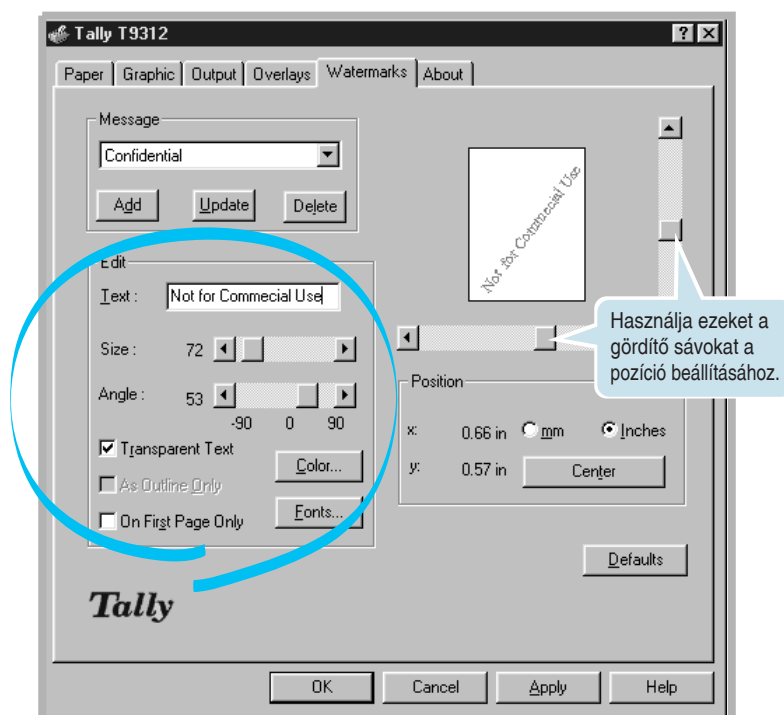 Tally T9312
Paper Graphic Output Overlays Watermarks About
Message
Confidential
Add Update Delete
Edit
Text : Not for Commecial Use
Size : 72
Angle : 53
-90 0 90
Transparent Text
Color...
As Outline Only
On First Page Only
Fonts...
Not for Commecial Use
Használja ezeket a
gördítő sávokat a
pozíció beállításához.
Position
x: 0.66 in mm Inches
y: 0.57 in Center
Defaults
Tally
OK Cancel Apply Help